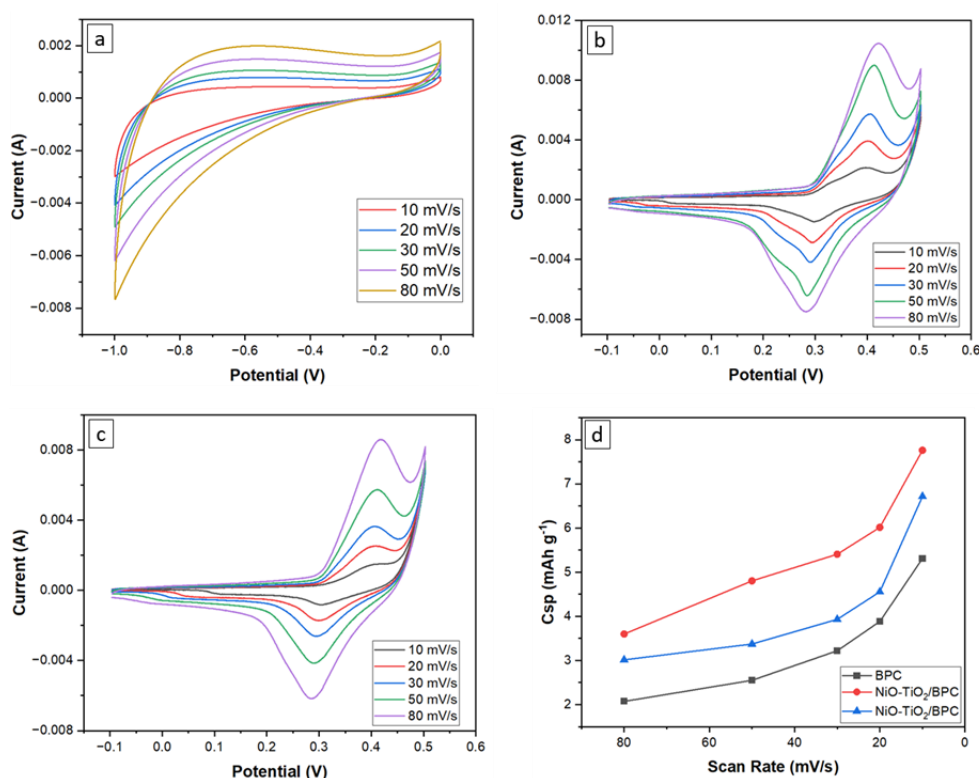 a
0.002
0.000
−0.002
−0.004
−0.006
−0.008
Current (A)
10 mV/s
20 mV/s
30 mV/s
50 mV/s
80 mV/s
−1.0
−0.8
−0.6
−0.4
−0.2
0.0
Potential (V)
b
0.012
0.008
0.004
0.000
−0.004
−0.008
Current (A)
10 mV/s
20 mV/s
30 mV/s
50 mV/s
80 mV/s
−0.1
0.0
0.1
0.2
0.3
0.4
0.5
0.6
Potential (V)
c
0.008
0.004
0.000
−0.004
−0.008
Current (A)
10 mV/s
20 mV/s
30 mV/s
50 mV/s
80 mV/s
−0.1
0.0
0.1
0.2
0.3
0.4
0.5
0.6
Potential (V)
d
8
7
6
5
4
3
2
Csp (mAh g⁻¹)
BPC
NiO-TiO₂/BPC
NiO-TiO₂/BPC
80
60
40
20
0
Scan Rate (mV/s)